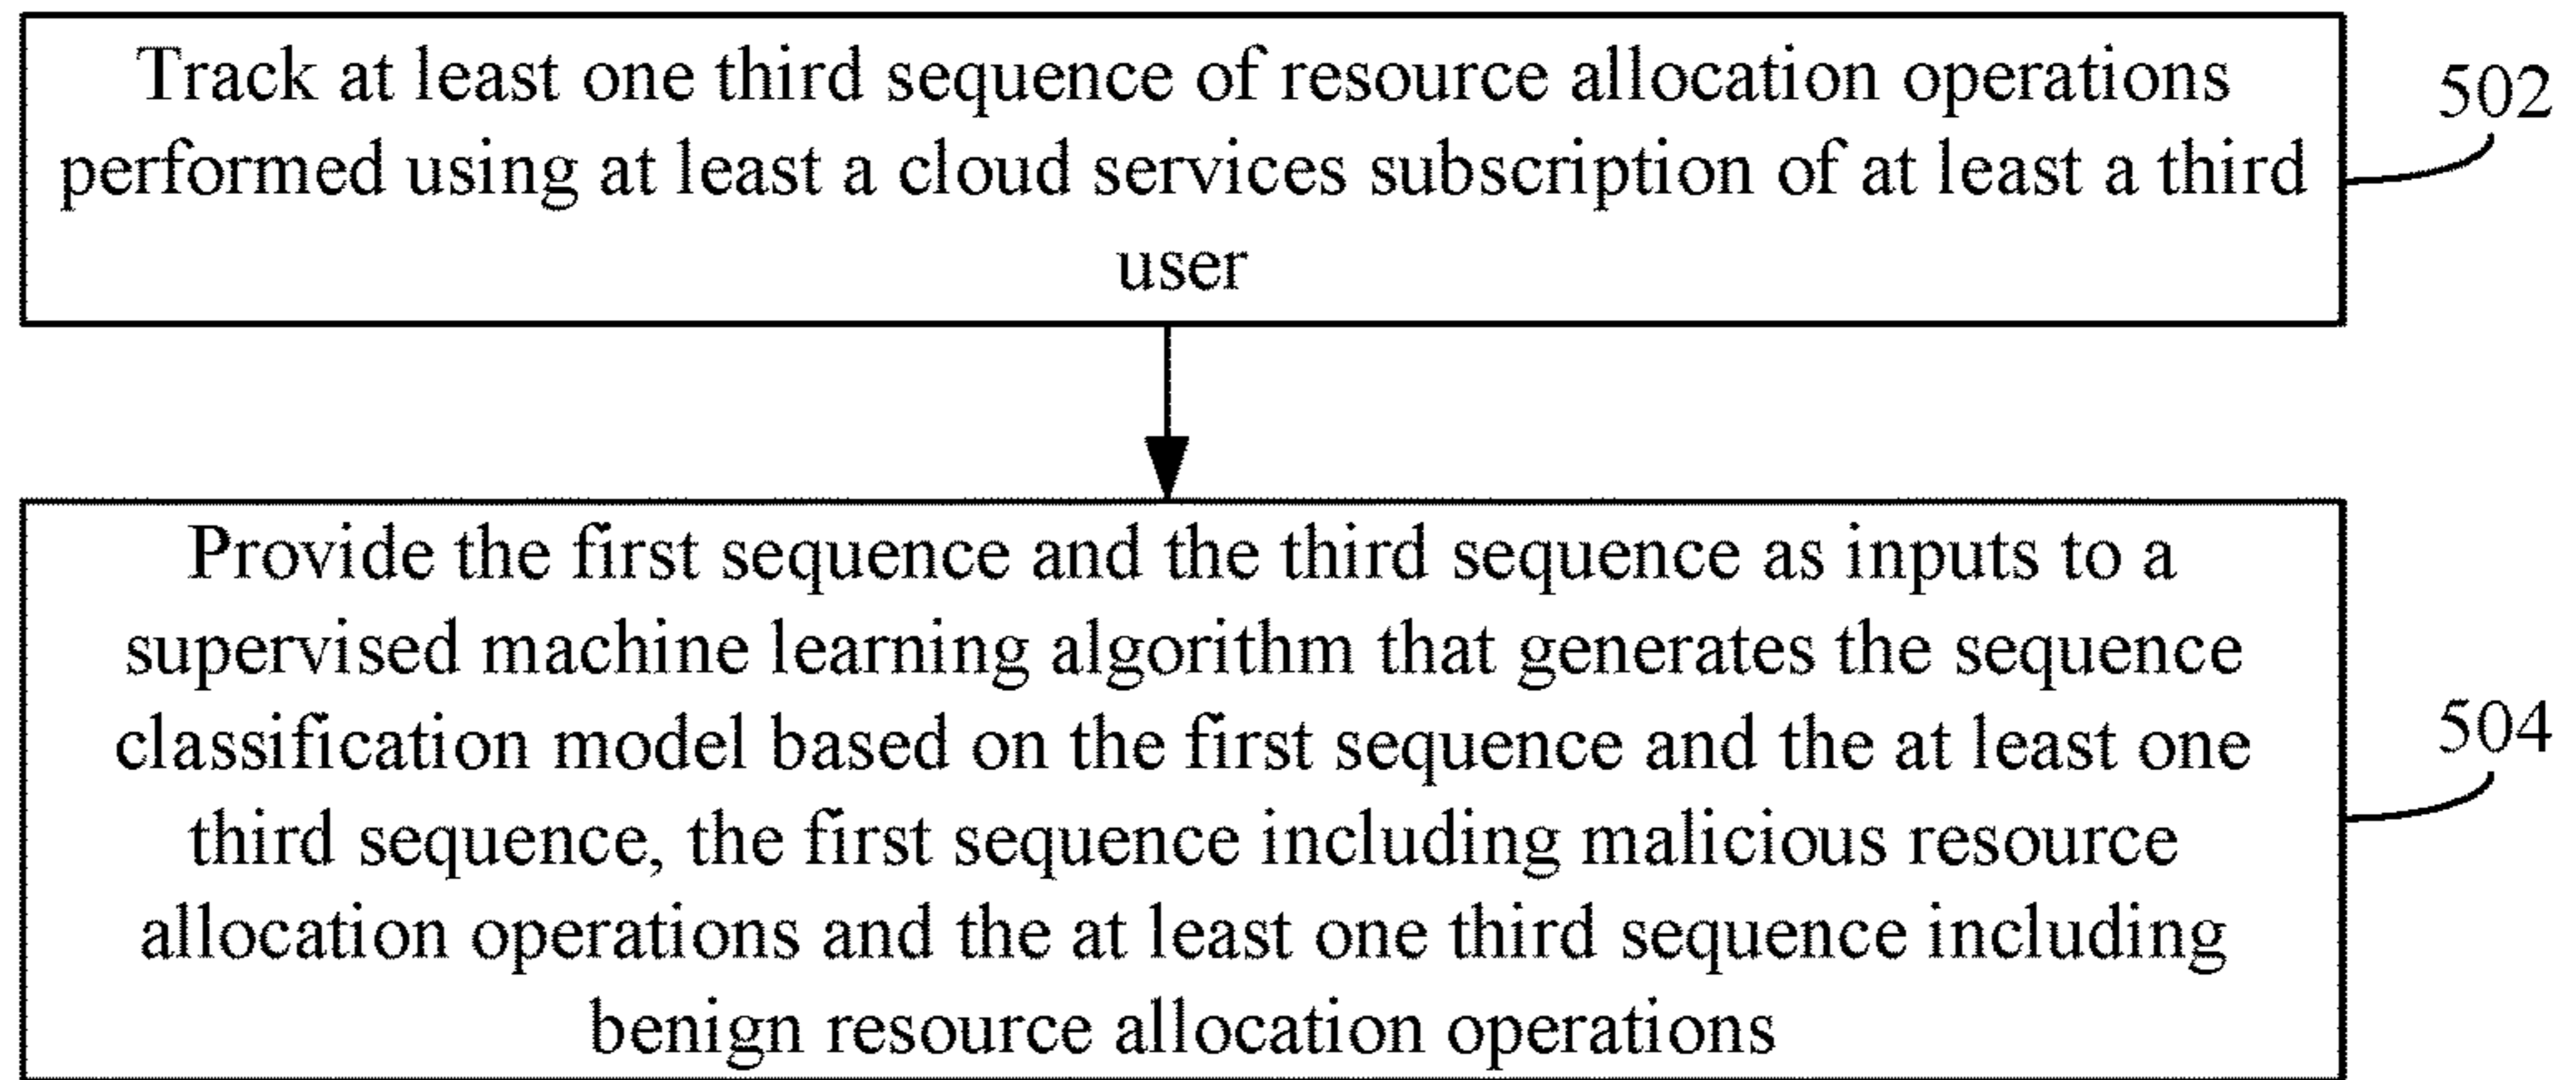 Track at least one third sequence of resource allocation operations
performed using at least a cloud services subscription of at least a third
user
502
Provide the first sequence and the third sequence as inputs to a
supervised machine learning algorithm that generates the sequence
classification model based on the first sequence and the at least one
third sequence, the first sequence including malicious resource
allocation operations and the at least one third sequence including
benign resource allocation operations
504